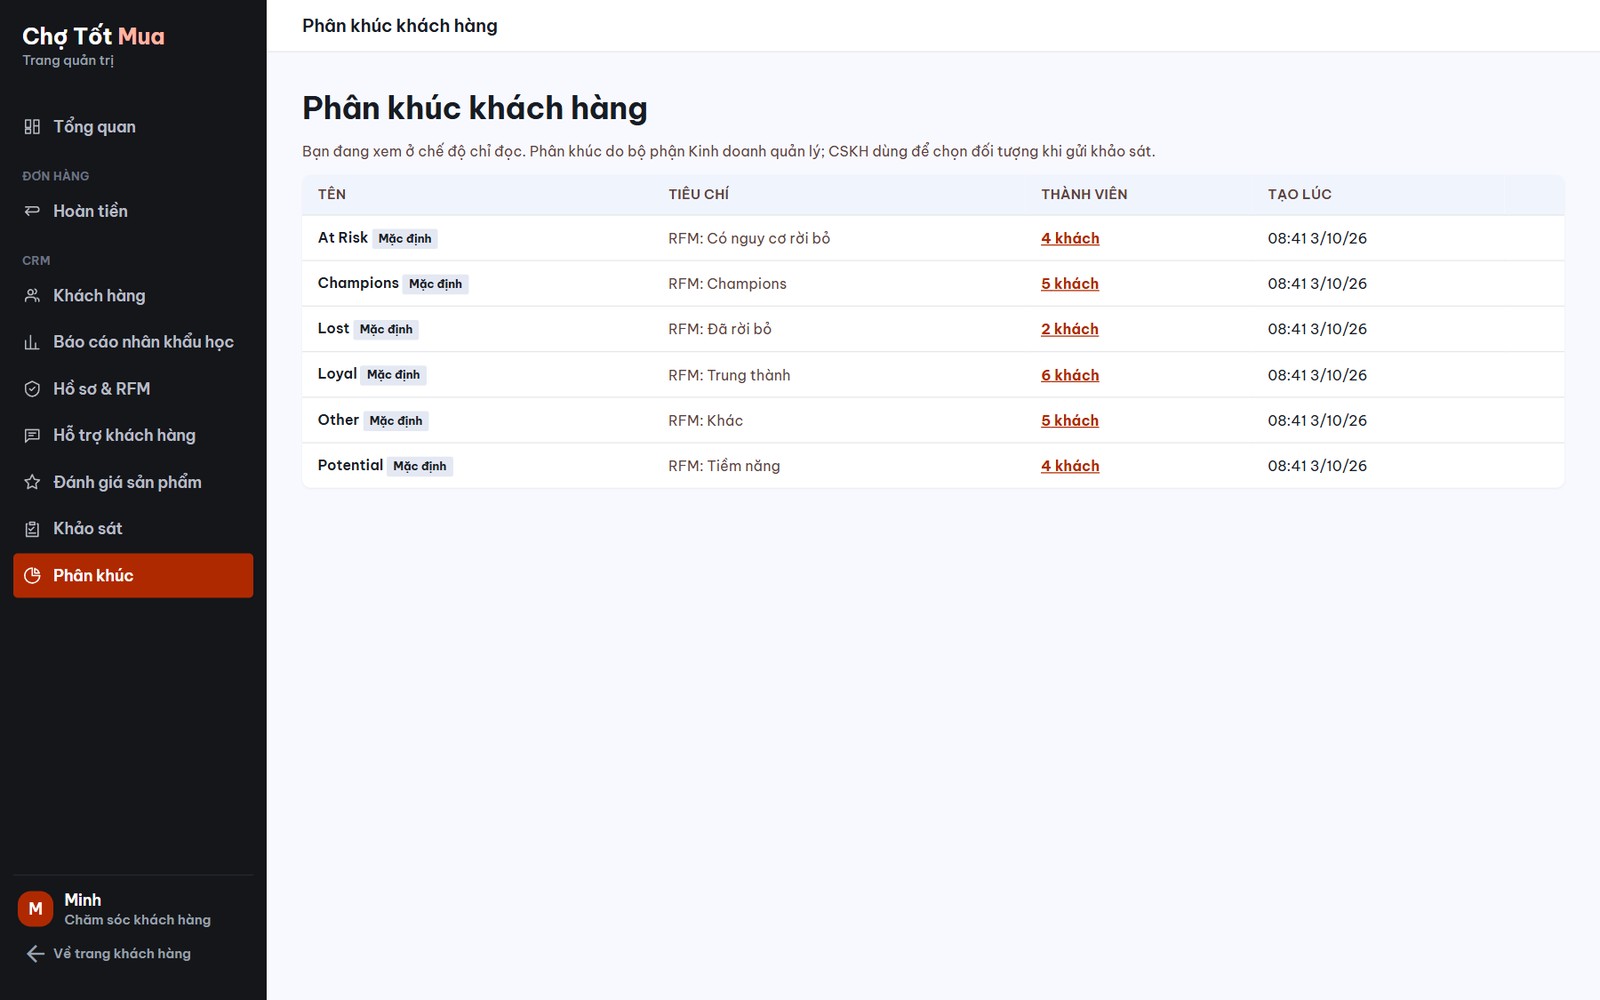 Chợ Tốt Mua
Trang quản trị
Tổng quan
ĐƠN HÀNG
Hoàn tiền
CRM
Khách hàng
Báo cáo nhân khẩu học
Hồ sơ & RFM
Hỗ trợ khách hàng
Đánh giá sản phẩm
Khảo sát
Phân khúc
M
Minh
Chăm sóc khách hàng
Về trang khách hàng
Phân khúc khách hàng
Phân khúc khách hàng
Bạn đang xem ở chế độ chỉ đọc. Phân khúc do bộ phận Kinh doanh quản lý; CSKH dùng để chọn đối tượng khi gửi khảo sát.
TÊN TIÊU CHÍ THÀNH VIÊN TẠO LÚC
At Risk Mặc định RFM: Có nguy cơ rời bỏ 4 khách 08:41 3/10/26
Champions Mặc định RFM: Champions 5 khách 08:41 3/10/26
Lost Mặc định RFM: Đã rời bỏ 2 khách 08:41 3/10/26
Loyal Mặc định RFM: Trung thành 6 khách 08:41 3/10/26
Other Mặc định RFM: Khác 5 khách 08:41 3/10/26
Potential Mặc định RFM: Tiềm năng 4 khách 08:41 3/10/26